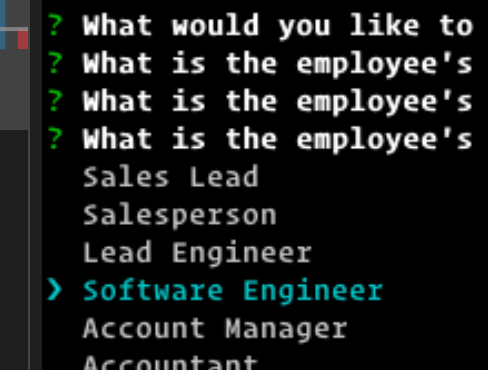 ? What would you like to
? What is the employee's
? What is the employee's
? What is the employee's
Sales Lead
Salesperson
Lead Engineer
❯ Software Engineer
Account Manager
Accountant